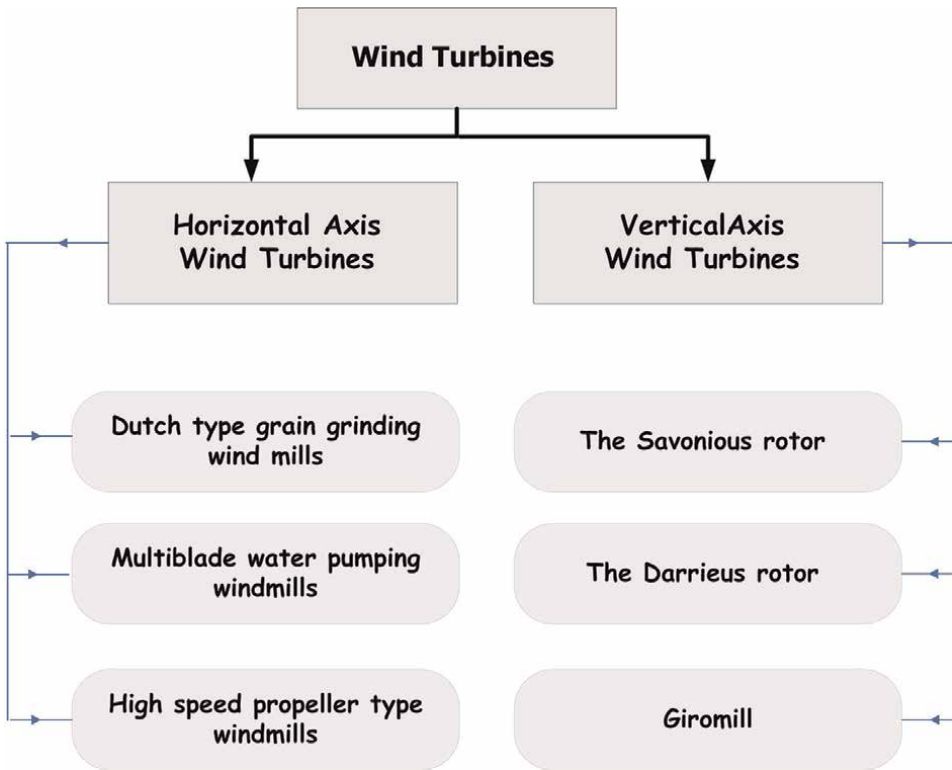 Wind Turbines
Horizontal Axis
Wind Turbines
VerticalAxis
Wind Turbines
Dutch type grain grinding
wind mills
The Savonious rotor
Multiblade water pumping
windmills
The Darrieus rotor
High speed propeller type
windmills
Giromill